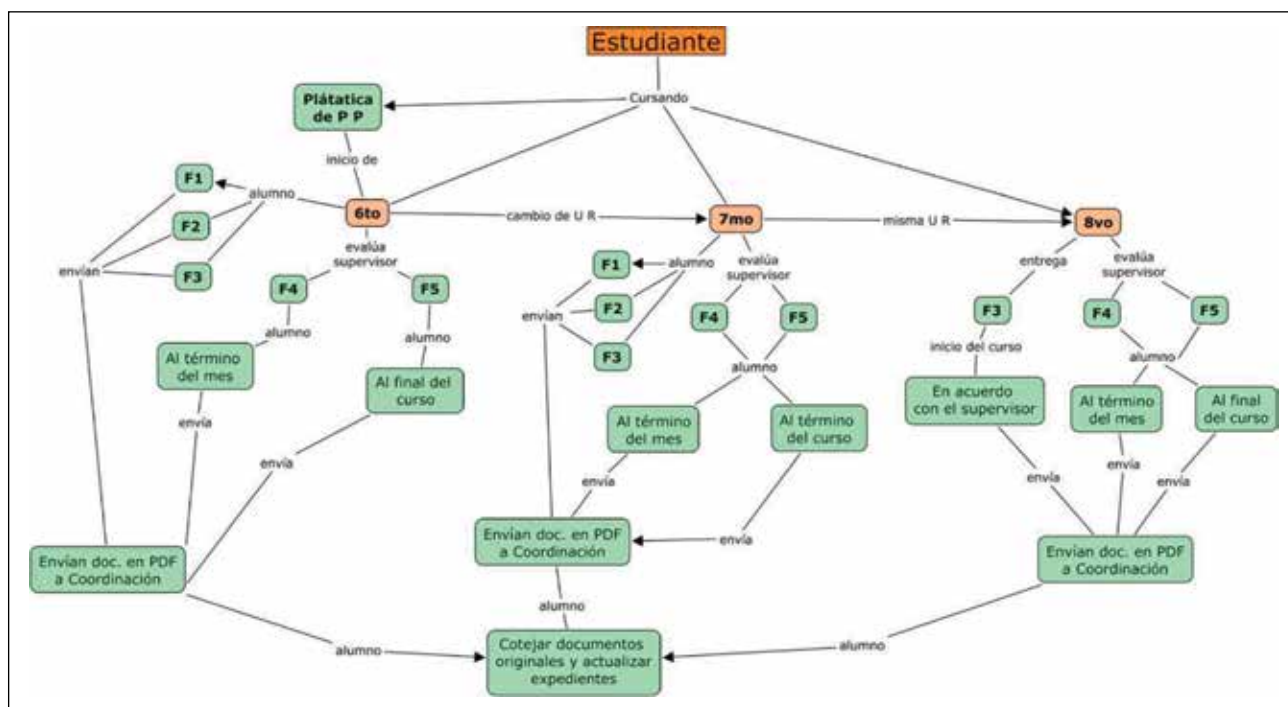 Estudiante
Cursando
Plátatica
de P P
inicio de
F1
alumno
6to
cambio de U R
7mo
misma U R
8vo
F2
envían
F3
evalúa
supervisor
F4
F5
alumno
alumno
Al término
del mes
Al final del
curso
envía
envía
F1
alumno
evalúa
supervisor
F2
envían
F3
F4
F5
alumno
Al término
del mes
Al término
del curso
envía
envía
entrega
evalúa
supervisor
F3
F4
F5
inicio del curso
alumno
En acuerdo
con el supervisor
Al término
del mes
Al final
del curso
envía
envía
envía
Envían doc. en PDF
a Coordinación
Envían doc. en PDF
a Coordinación
Envían doc. en PDF
a Coordinación
alumno
alumno
alumno
Cotejar documentos
originales y actualizar
expedientes